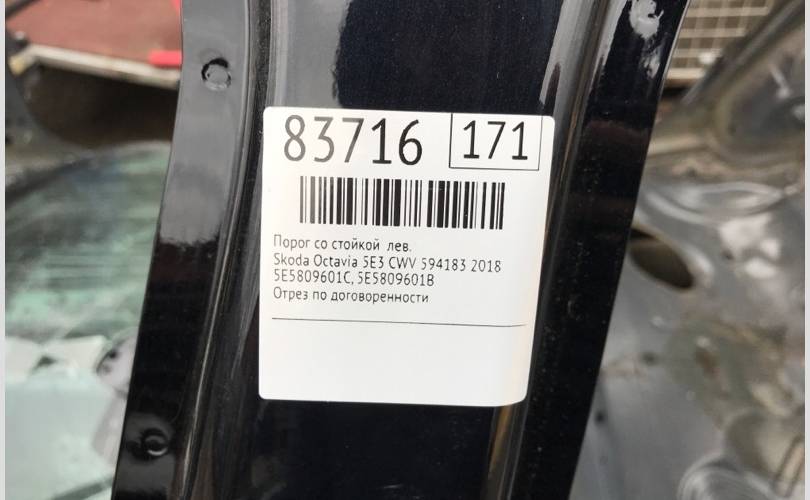 83716 171
Порог со стойкой лев.
Skoda Octavia 5E3 CWV 594183 2018
5E5809601C, 5E5809601B
Отрез по договоренности